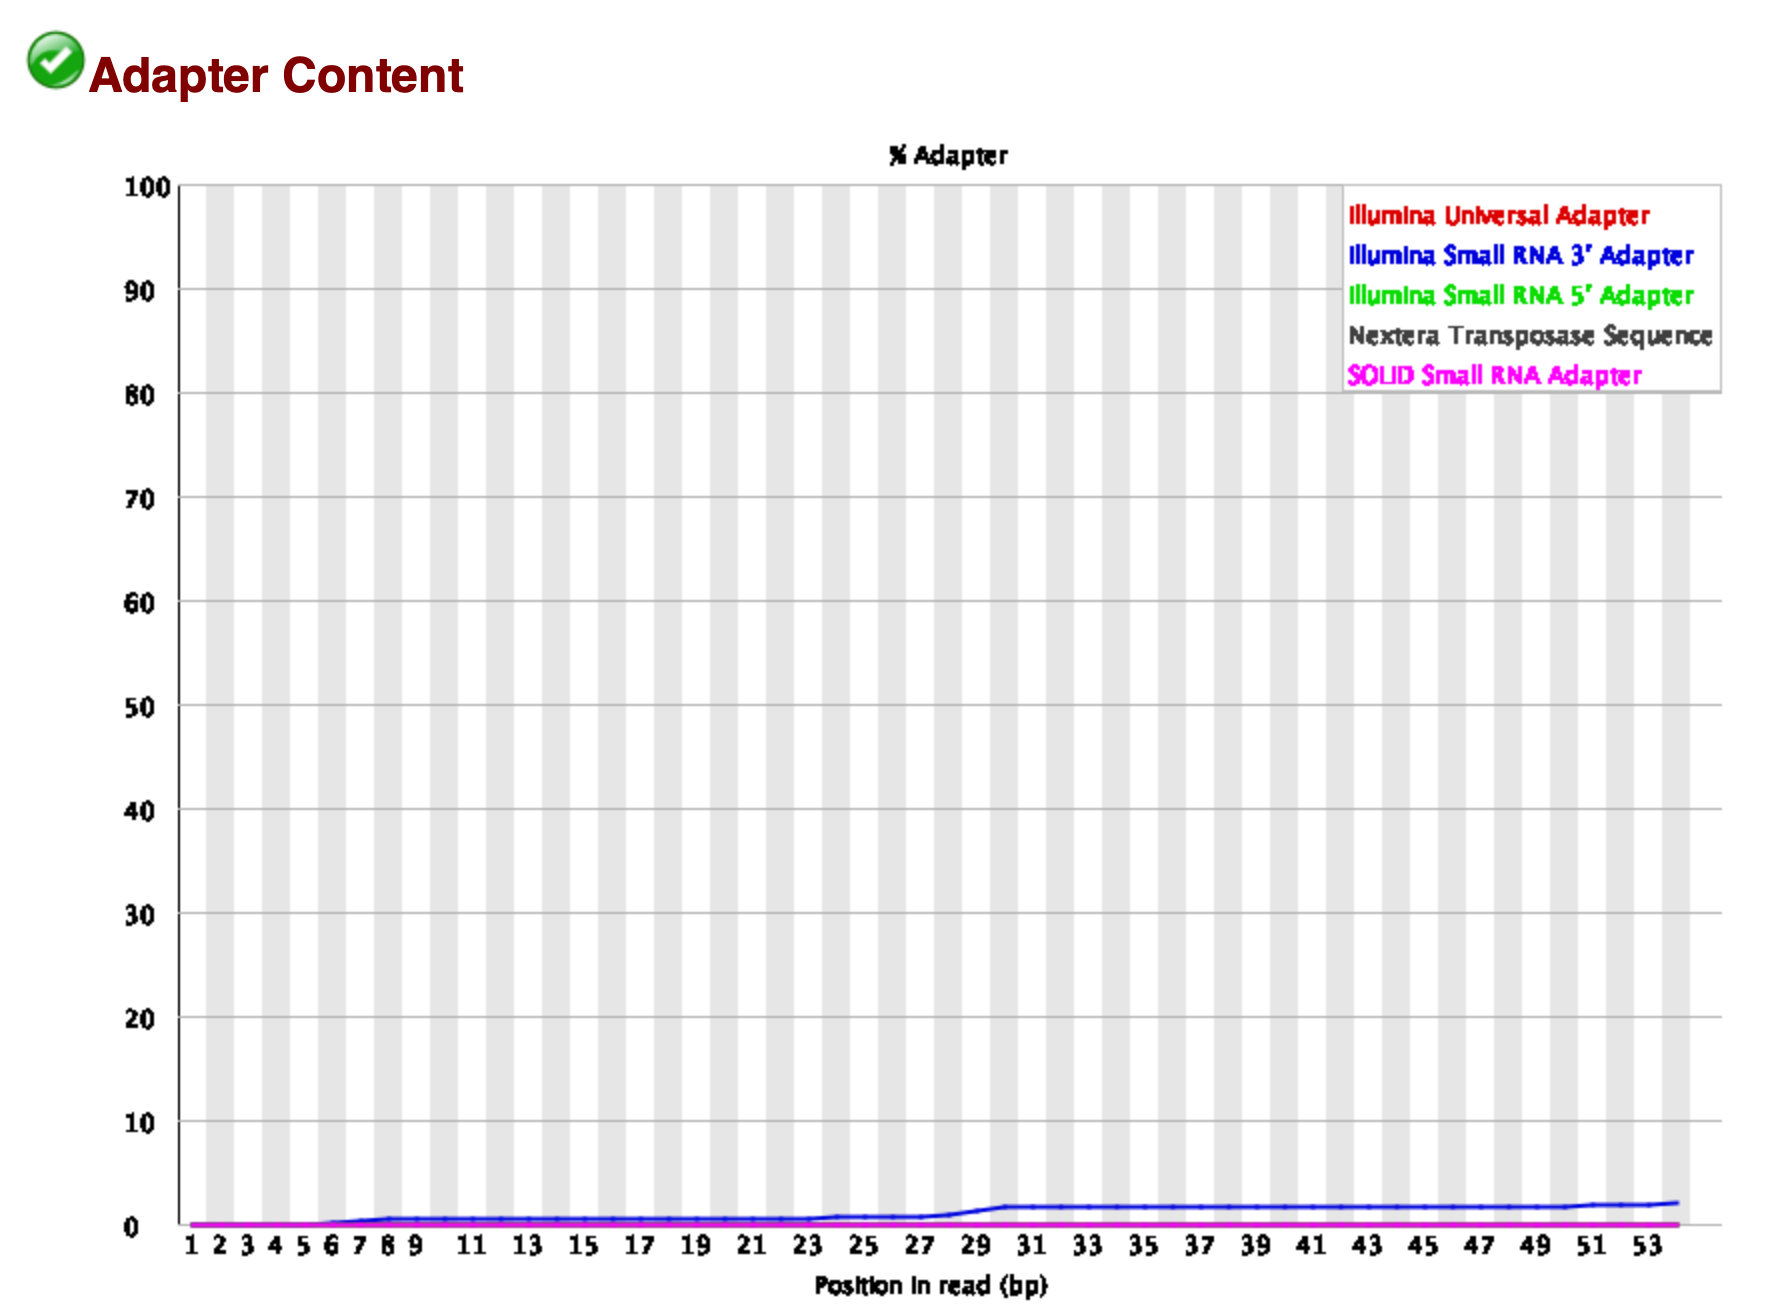 Adapter Content
% Adapter
100
Illumina Universal Adapter
Illumina Small RNA 3' Adapter
90
Illumina Small RNA 5' Adapter
Nextera Transposase Sequence
SOLID Small RNA Adapter
80
70
60
50
40
30
20
10
0
1 2 3 4 5 6 7 8 9 11 13 15 17 19 21 23 25 27 29 31 33 35 37 39 41 43 45 47 49 51 53
Position in read (bp)